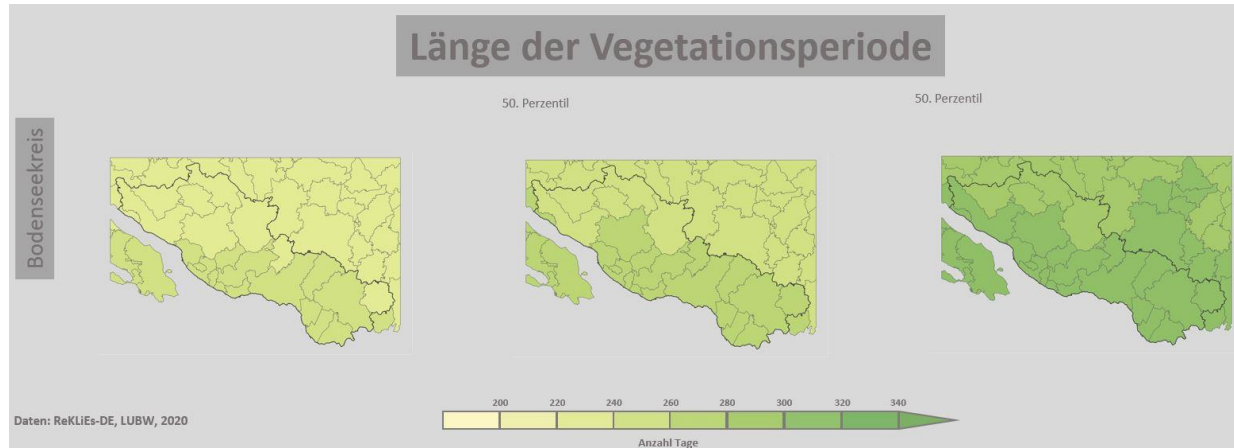 Länge der Vegetationsperiode
50. Perzentil
50. Perzentil
Bodenseekreis
Daten: ReKLiEs-DE, LUBW, 2020
200 220 240 260 280 300 320 340
Anzahl Tage